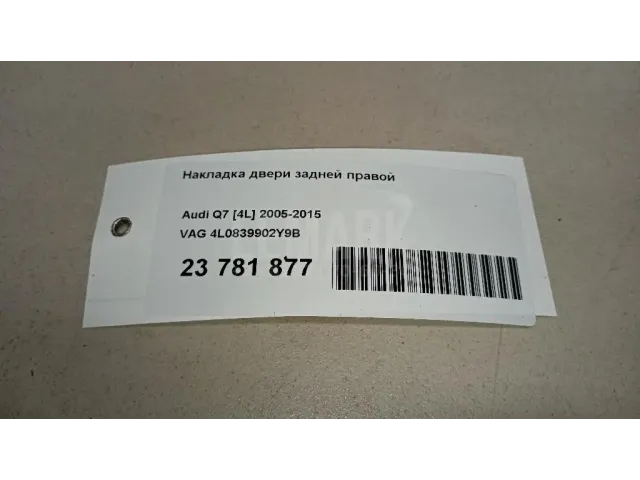 Накладка двери задней правой
Audi Q7 [4L] 2005-2015
VAG 4L0839902Y9B
23 781 877